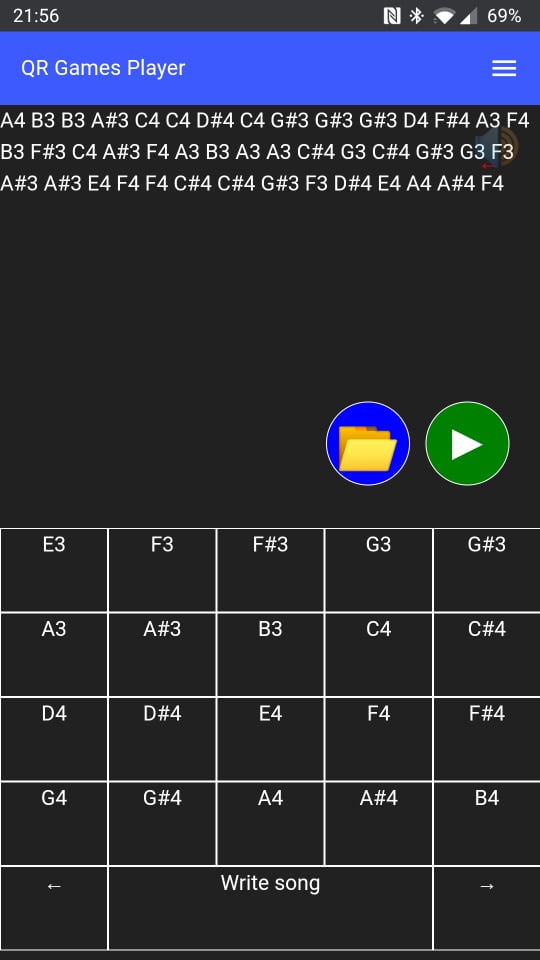 21:56 69%
QR Games Player
A4 B3 B3 A#3 C4 C4 D#4 C4 G#3 G#3 G#3 D4 F#4 A3 F4
B3 F#3 C4 A#3 F4 A3 B3 A3 A3 C#4 G3 C#4 G#3 G3 F3
A#3 A#3 E4 F4 F4 C#4 C#4 G#3 F3 D#4 E4 A4 A#4 F4
E3 F3 F#3 G3 G#3
A3 A#3 B3 C4 C#4
D4 D#4 E4 F4 F#4
G4 G#4 A4 A#4 B4
← Write song →